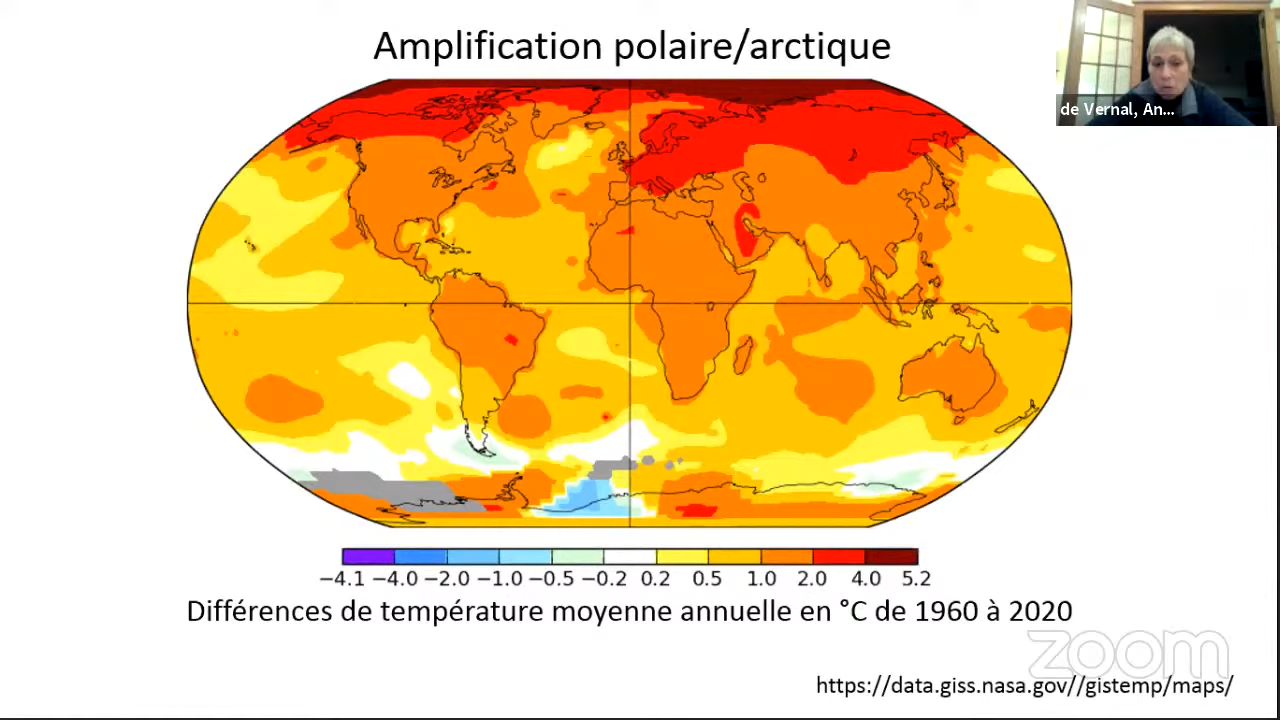 Amplification polaire/arctique
de Vernal, An...
−4.1 −4.0 −2.0 −1.0 −0.5 −0.2 0.2 0.5 1.0 2.0 4.0 5.2
Différences de température moyenne annuelle en °C de 1960 à 2020
zoom
https://data.giss.nasa.gov//gistemp/maps/